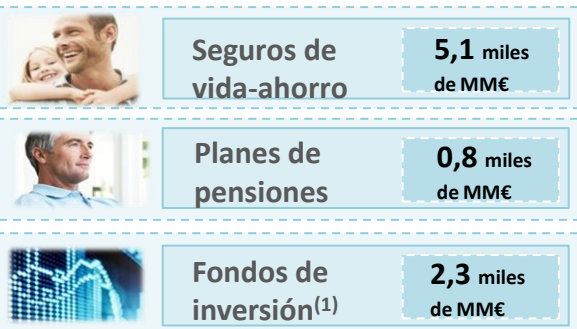 Seguros de
vida-ahorro
5,1 miles
de MM€
Planes de
pensiones
0,8 miles
de MM€
Fondos de
inversión(1)
2,3 miles
de MM€